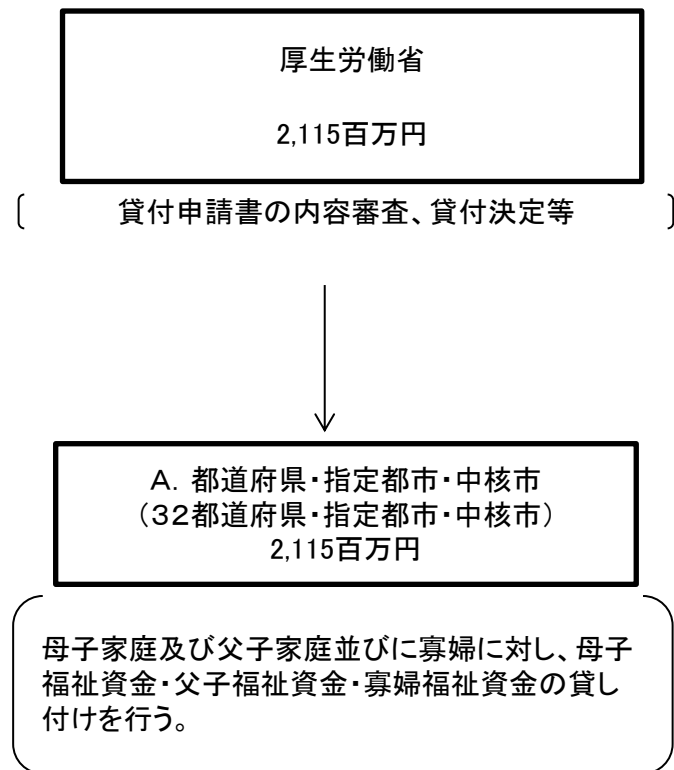 厚生労働省
2,115百万円
貸付申請書の内容審査、貸付決定等
A. 都道府県・指定都市・中核市
（32都道府県・指定都市・中核市）
2,115百万円
母子家庭及び父子家庭並びに寡婦に対し、母子
福祉資金・父子福祉資金・寡婦福祉資金の貸し
付けを行う。